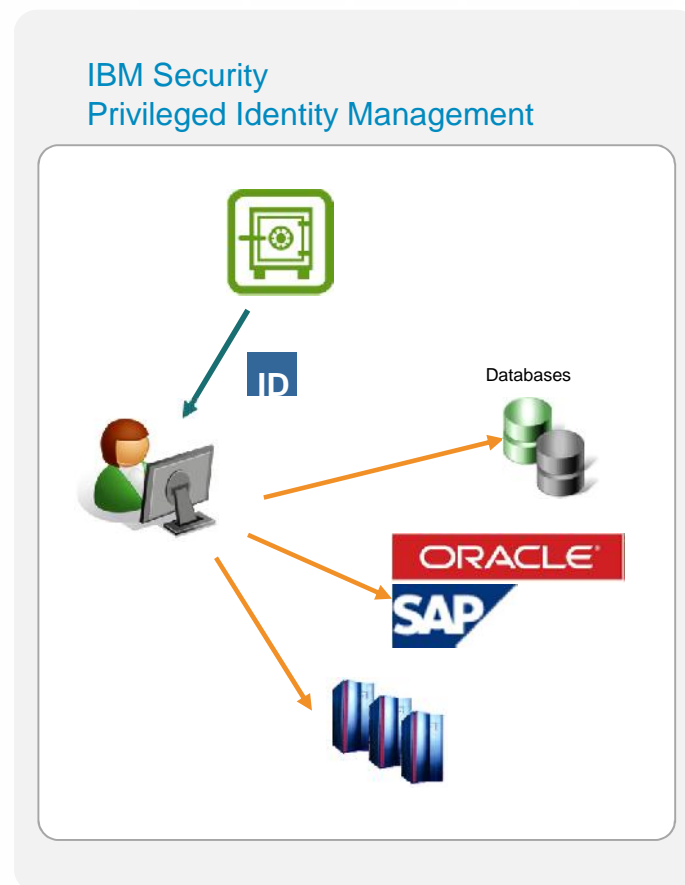 IBM Security
Privileged Identity Management
ID
Databases
ORACLE
SAP